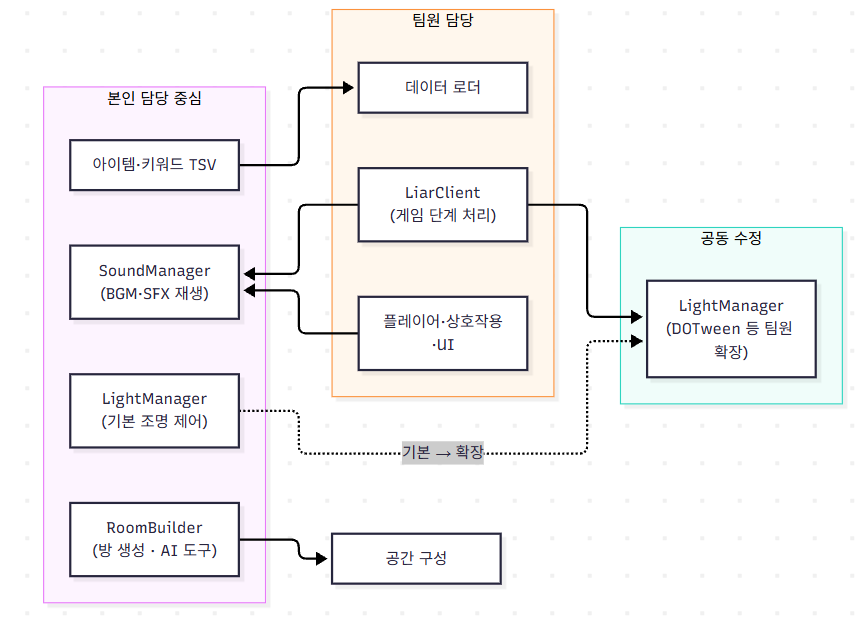 본인 담당 중심
아이템·키워드 TSV
SoundManager
(BGM·SFX 재생)
LightManager
(기본 조명 제어)
RoomBuilder
(방 생성 · AI 도구)
팀원 담당
데이터 로더
LiarClient
(게임 단계 처리)
플레이어·상호작용
·UI
기본 → 확장
공간 구성
공동 수정
LightManager
(DOTween 등 팀원
확장)